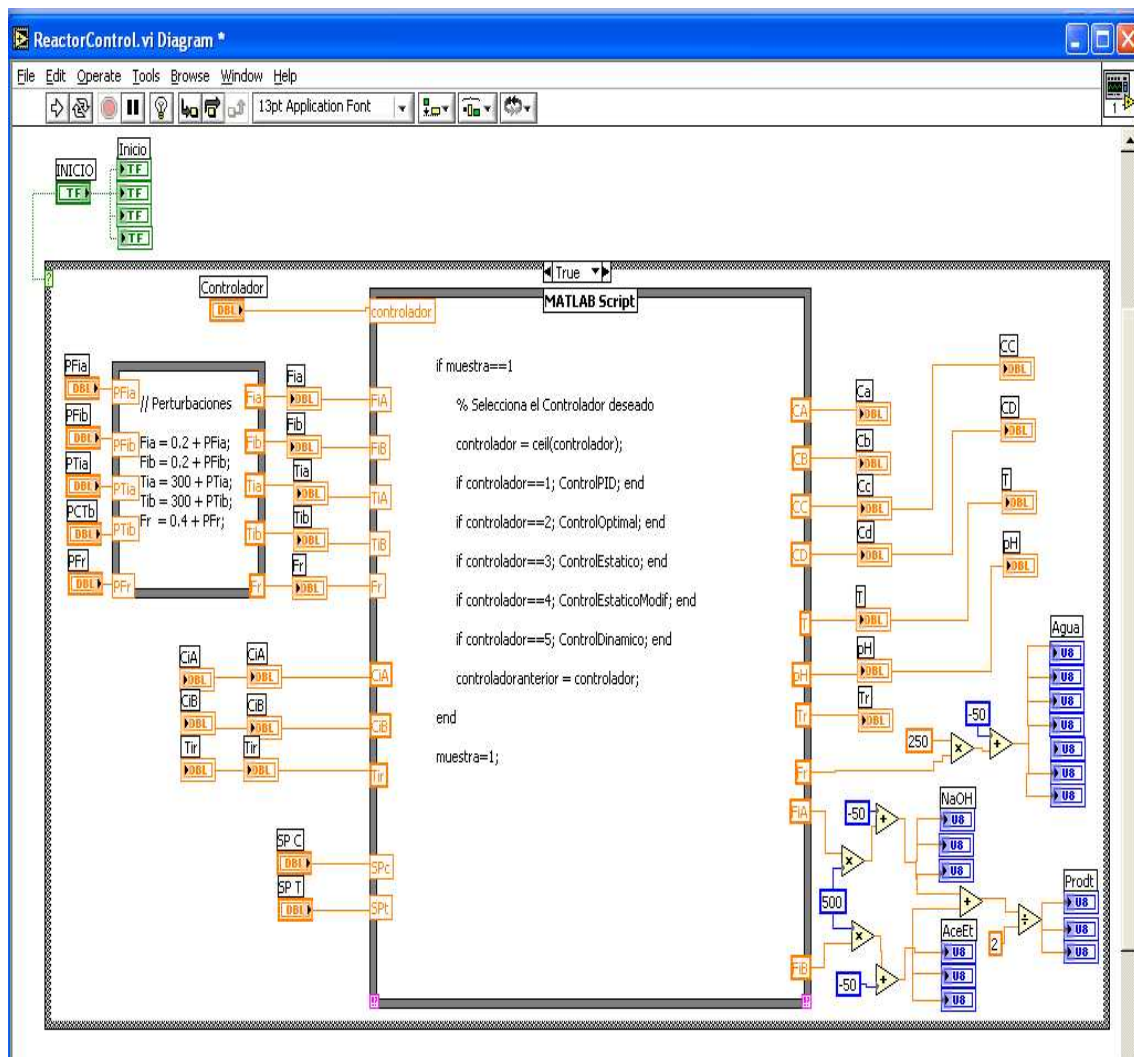 ReactorControl.vi Diagram *
File Edit Operate Tools Browse Window Help
13pt Application Font
1
Inicio
INICIO
TF
TF
TF
TF
TF
?
True
Controlador
DBL
controlador
MATLAB Script
PFia
DBL
PFib
DBL
PTia
DBL
PCTb
DBL
PFr
DBL
PFia
PFib
PTia
PTib
PFr
// Perturbaciones
Fia = 0.2 + PFia;
Fib = 0.2 + PFib;
Tia = 300 + PTia;
Tib = 300 + PTib;
Fr = 0.4 + PFr;
Fia
Fib
Tia
Tib
Fr
Fia
DBL
Fib
DBL
Tia
DBL
Tib
DBL
Fr
DBL
FiA
FiB
TiA
TiB
Fr
CiA
DBL
CiA
DBL
CiA
CiB
DBL
CiB
DBL
CiB
Tir
DBL
Tir
DBL
Tir
SP C
DBL
SPc
SP T
DBL
SPt
if muestra==1
% Selecciona el Controlador deseado
controlador = ceil(controlador);
if controlador==1; ControlPID; end
if controlador==2; ControlOptimal; end
if controlador==3; ControlEstatico; end
if controlador==4; ControlEstaticoModif; end
if controlador==5; ControlDinamico; end
controladoranterior = controlador;
end
muestra=1;
CA
CB
CC
CD
T
pH
Tr
Fr
FiA
FiB
Ca
DBL
Cb
DBL
Cc
DBL
Cd
DBL
T
DBL
pH
DBL
Tr
DBL
CC
DBL
CD
DBL
T
DBL
pH
DBL
Agua
U8
U8
U8
U8
U8
U8
U8
-50
250
x
+
-50
+
x
500
x
-50
+
NaOH
U8
U8
U8
+
2
÷
AceEt
U8
U8
U8
Prodt
U8
U8
U8
!?
!?